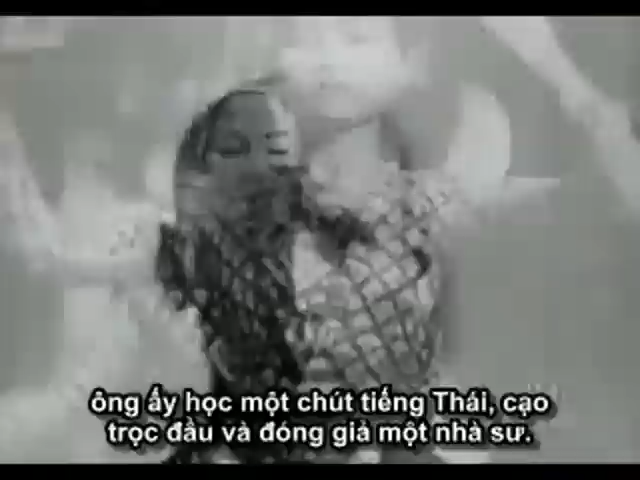 ông ấy học một chút tiếng Thái, cạo
trọc đầu và đóng giả một nhà sư.